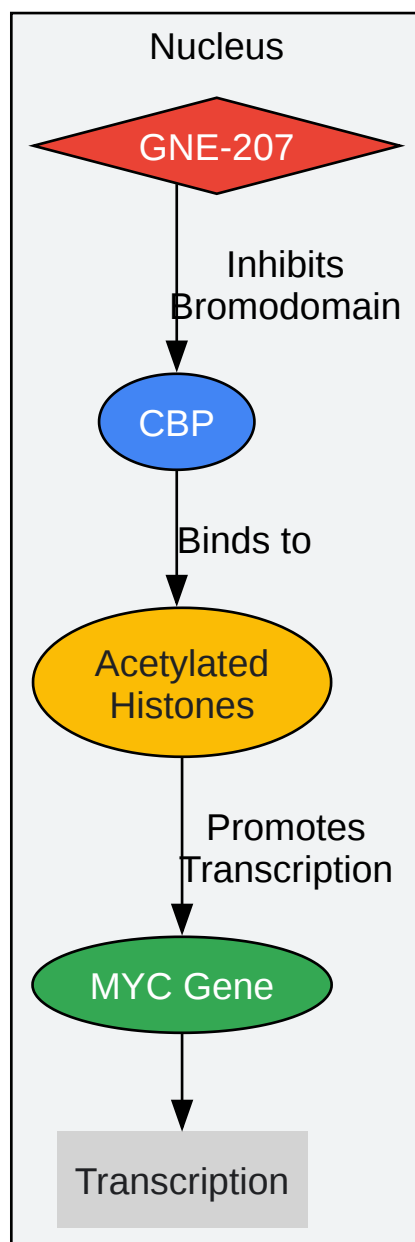 Nucleus
GNE-207
Inhibits
Bromodomain
CBP
Binds to
Acetylated
Histones
Promotes
Transcription
MYC Gene
Transcription